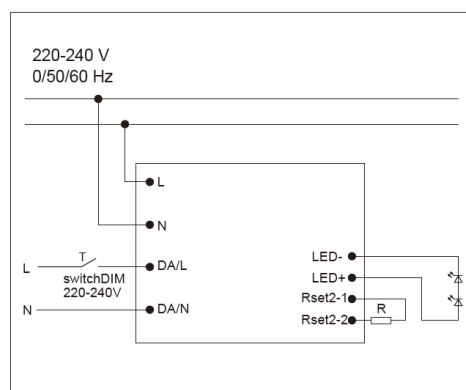 220-240 V
0/50/60 Hz
L
N
L
T
switchDIM
220-240V
DA/L
N
DA/N
LED-
LED+
Rset2-1
R
Rset2-2